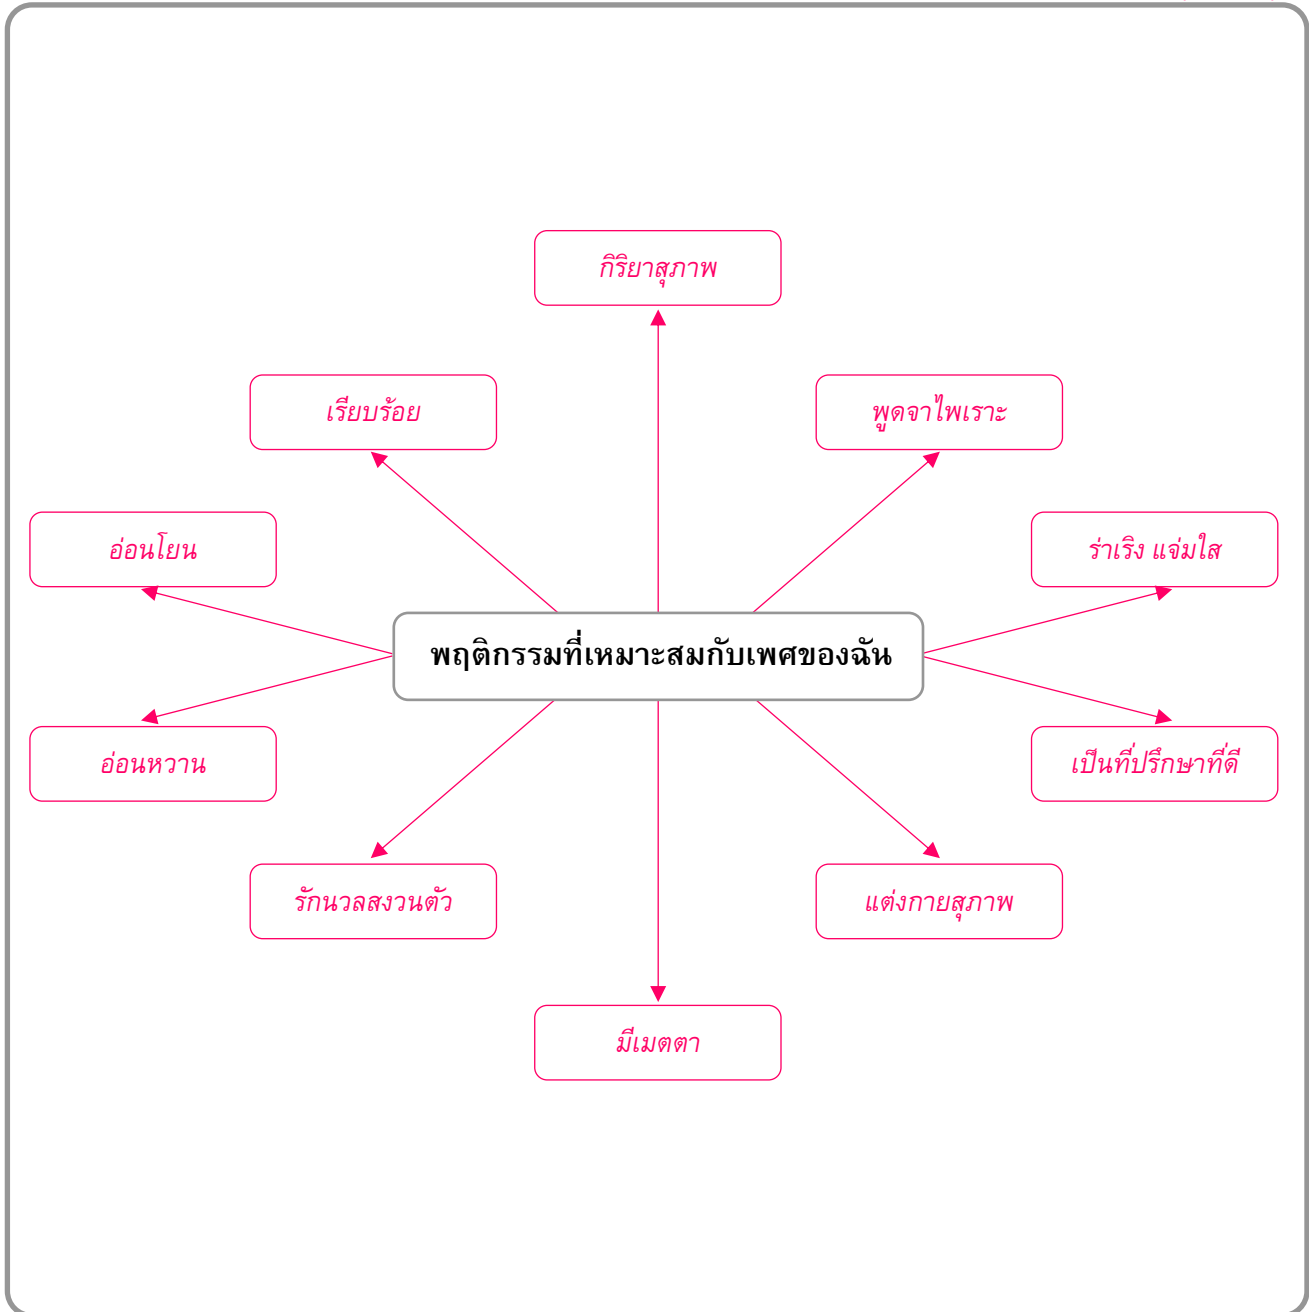 กิริยาสุภาพ
เรียบร้อย
พูดจาไพเราะ
อ่อนโยน
ร่าเริง แจ่มใส
พฤติกรรมที่เหมาะสมกับเพศของฉัน
อ่อนหวาน
เป็นที่ปรึกษาที่ดี
รักนวลสงวนตัว
แต่งกายสุภาพ
มีเมตตา